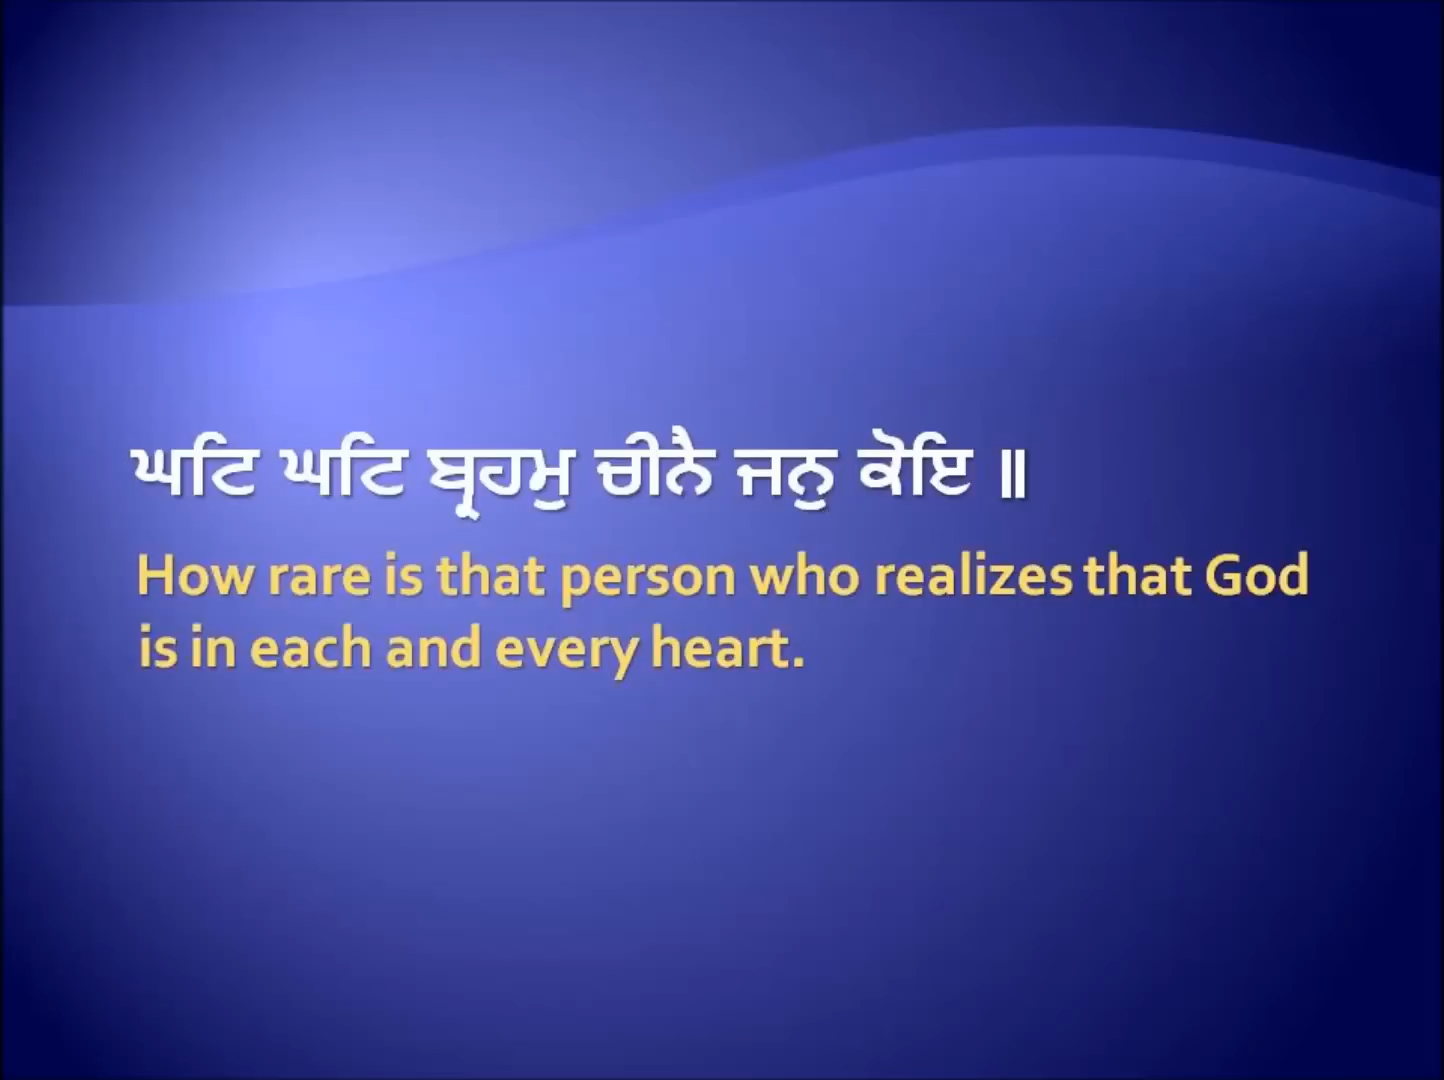 ਘਟਿ ਘਟਿ ਬ੍ਰਹਮੁ ਚੀਨੈ ਜਨੁ ਕੋਇ ॥
How rare is that person who realizes that God
is in each and every heart.